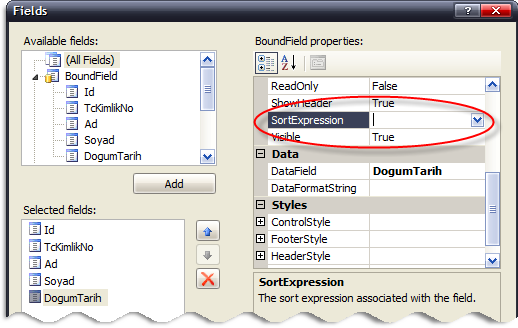 Fields
Available fields:
(All Fields)
BoundField
Id
TcKimlikNo
Ad
Soyad
DogumTarih
Add
Selected fields:
Id
TcKimlikNo
Ad
Soyad
DogumTarih
BoundField properties:
ReadOnly False
ShowHeader True
SortExpression
Visible True
Data
DataField DogumTarih
DataFormatString
Styles
ControlStyle
FooterStyle
HeaderStyle
SortExpression
The sort expression associated with the field.